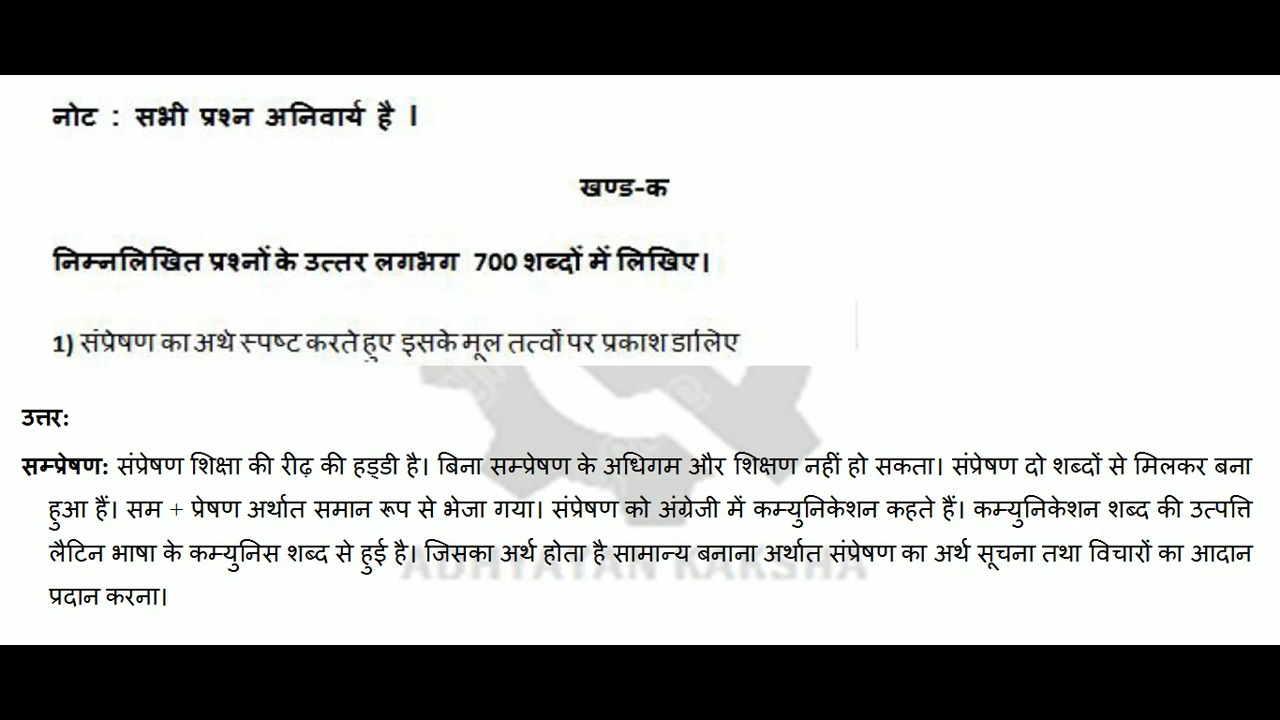 नोट : सभी प्रश्न अनिवार्य है ।
खण्ड-क
निम्नलिखित प्रश्नों के उत्तर लगभग 700 शब्दों में लिखिए।
1) संप्रेषण का अर्थ स्पष्ट करते हुए इसके मूल तत्वों पर प्रकाश डालिए
उत्तर:
सम्प्रेषण: संप्रेषण शिक्षा की रीढ़ की हड्डी है। बिना सम्प्रेषण के अधिगम और शिक्षण नहीं हो सकता। संप्रेषण दो शब्दों से मिलकर बना
हुआ हैं। सम + प्रेषण अर्थात समान रूप से भेजा गया। संप्रेषण को अंग्रेजी में कम्युनिकेशन कहते हैं। कम्युनिकेशन शब्द की उत्पत्ति
लैटिन भाषा के कम्युनिस शब्द से हुई है। जिसका अर्थ होता है सामान्य बनाना अर्थात संप्रेषण का अर्थ सूचना तथा विचारों का आदान
प्रदान करना।
ADHYATAN KAKSHA